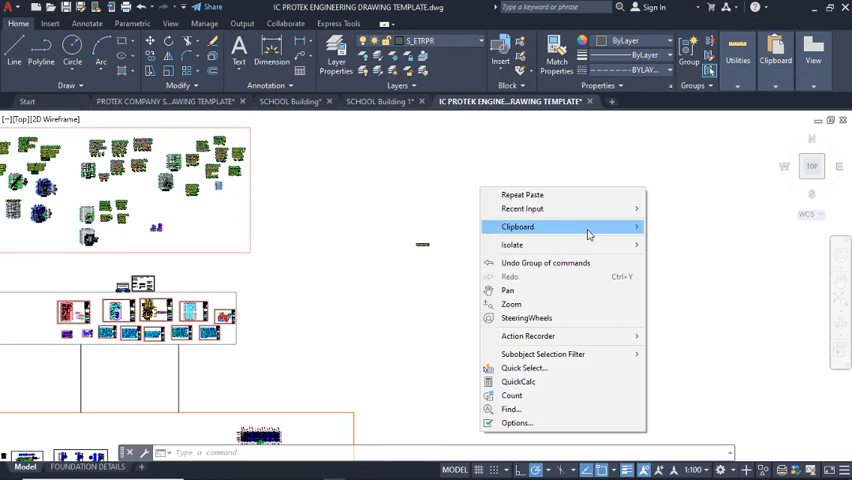 Share
IC PROTEK ENGINEERING DRAWING TEMPLATE.dwg
Type a keyword or phrase
Sign In
Home Insert Annotate Parametric View Manage Output Collaborate Express Tools
Line Polyline Circle Arc
Text Dimension
Layer Properties
S_ETRPR
Insert
Match Properties
ByLayer
ByLayer
BYLAY...
Group
Utilities
Clipboard
View
Draw Modify Annotation Layers Block Properties Groups
Start PROTEK COMPANY S...AWING TEMPLATE* SCHOOL Building* SCHOOL Building 1* IC PROTEK ENGINE...RAWING TEMPLATE*
[−][Top][2D Wireframe]
N
W TOP E
S
WCS
Repeat Paste
Recent Input
Clipboard
Isolate
Undo Group of commands
Redo Ctrl+Y
Pan
Zoom
SteeringWheels
Action Recorder
Subobject Selection Filter
Quick Select...
QuickCalc
Count
Find...
Options...
Type a command
Model FOUNDATION DETAILS
MODEL
1:100